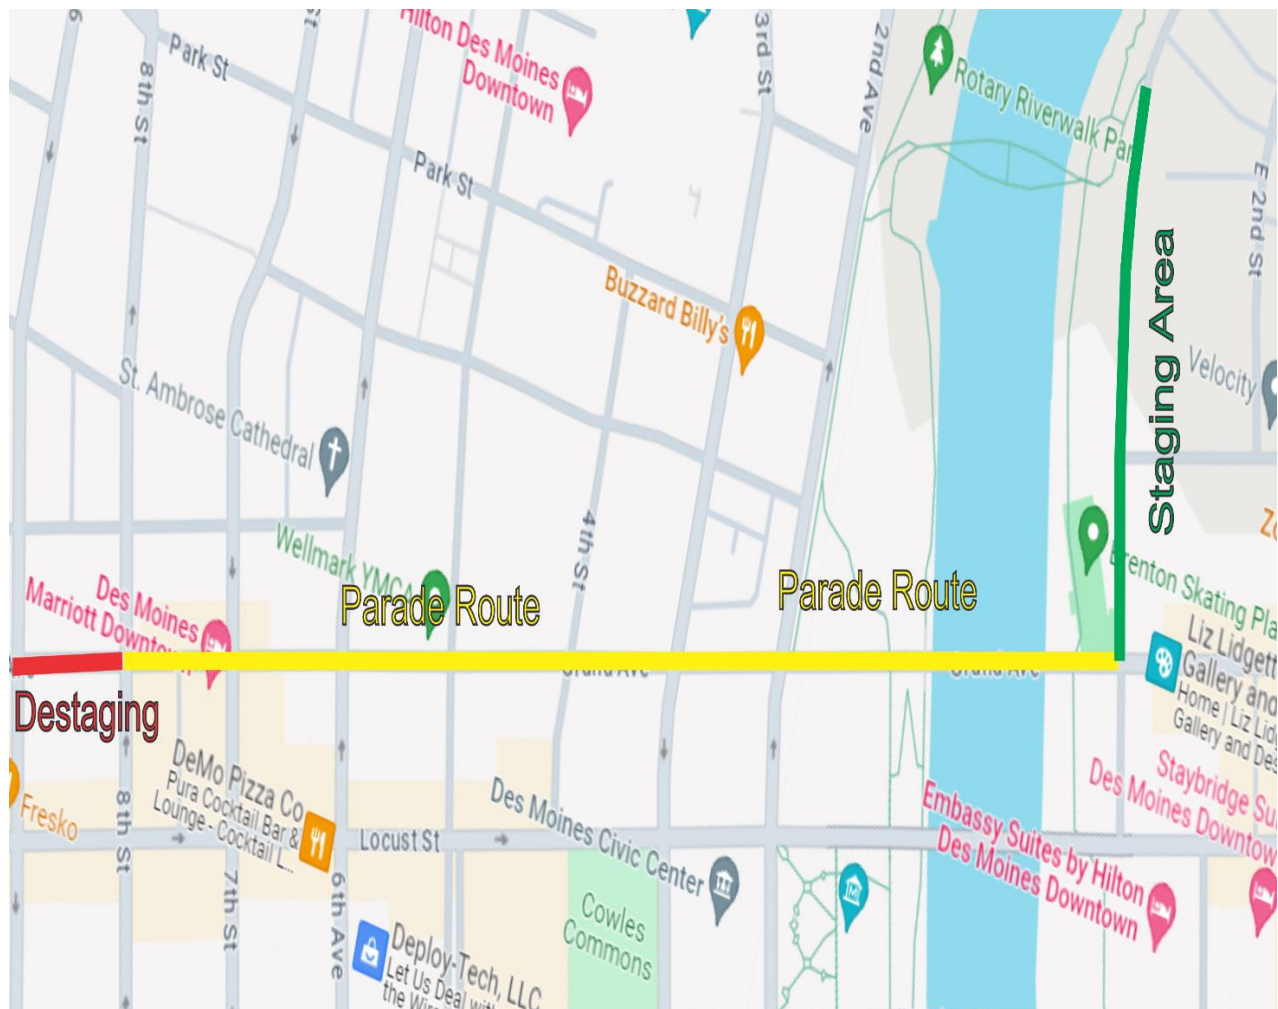 Hilton Des Moines
Downtown
3rd St
2nd Ave
Park St
8th St
Rotary Riverwalk Par
Park St
E 2nd St
Staging Area
Buzzard Billy's
Velocity
St. Ambrose Cathedral
4th St
Wellmark YMCA
Brenton Skating Pla
Des Moines
Marriott Downtown
Parade Route
Parade Route
Grand Ave
Grand Ave
Liz Lidgett
Gallery and
Home | Liz Lidg
Gallery and Des
Destaging
DeMo Pizza Co
Pura Cocktail Bar &
Lounge - Cocktail L...
Fresko
8th St
7th St
6th Ave
Locust St
Des Moines Civic Center
Embassy Suites by Hilton
Des Moines Downtown
Staybridge Sui
Des Moines Downtow
Cowles
Commons
Deploy-Tech, LLC
Let Us Deal with
the Wire